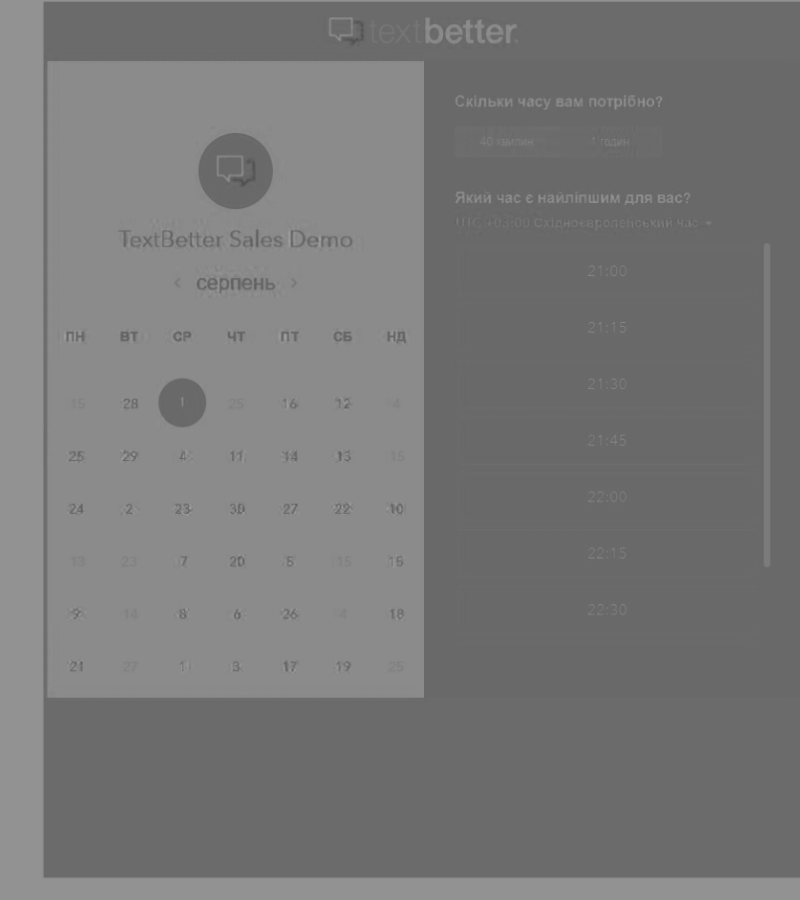 textbetter
TextBetter Sales Demo
‹ серпень ›
ПН ВТ СР ЧТ ПТ СБ НД
15 28 1 25 16 12 4
25 29 4 11 14 13 15
24 2 23 30 27 22 10
13 23 7 20 5 15 16
9 14 8 6 26 4 18
21 27 1 3 17 19 25
Скільки часу вам потрібно?
40 хвилин 1 годин
Який час є найліпшим для вас?
UTC +03:00 Східноєвропейський час
21:00
21:15
21:30
21:45
22:00
22:15
22:30